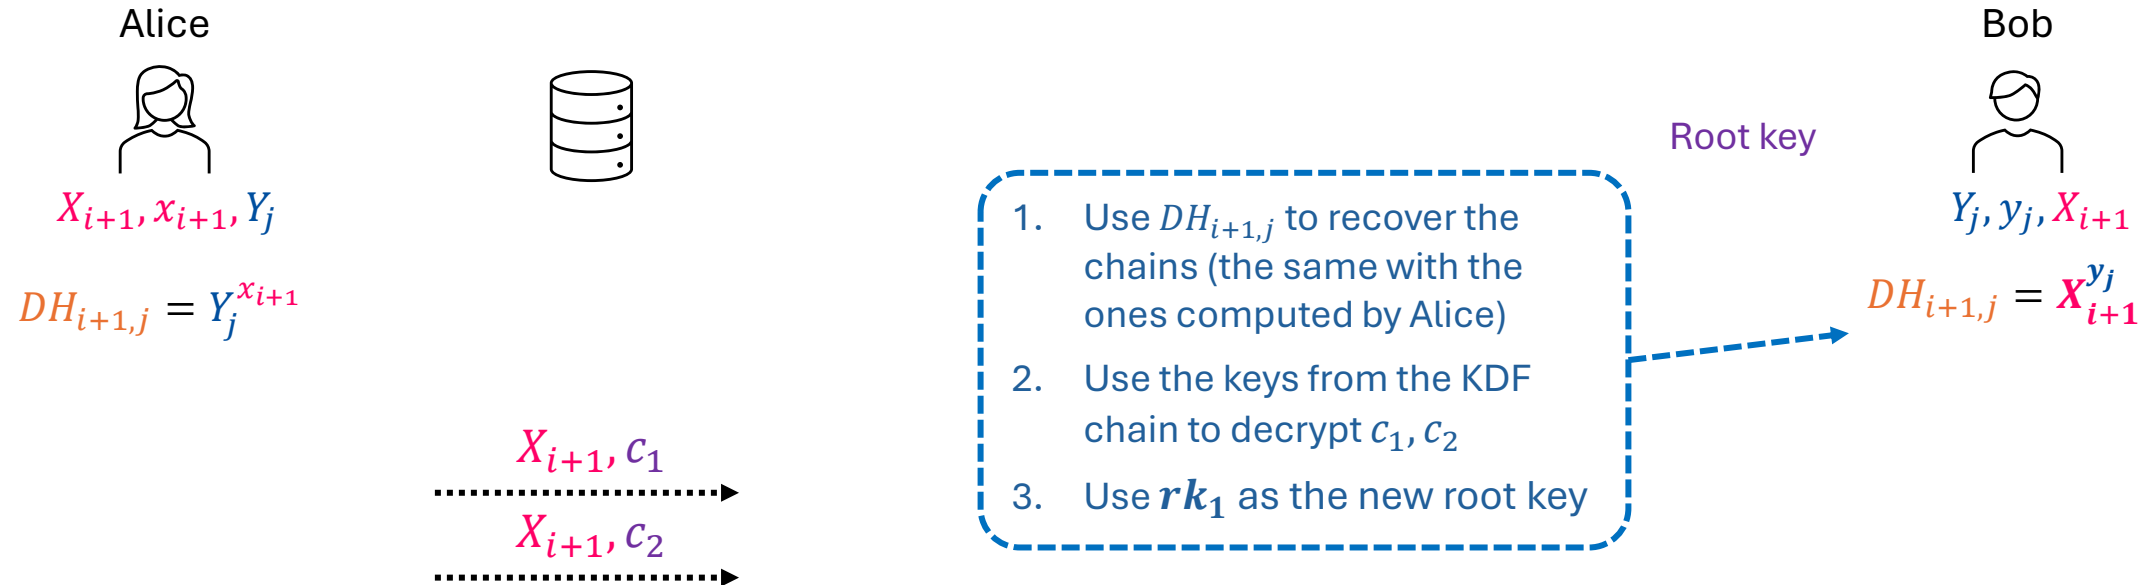 Alice
Bob
Root key
X_{i+1}, x_{i+1}, Y_j
Y_j, y_j, X_{i+1}
DH_{i+1,j} = Y_j^{x_{i+1}}
DH_{i+1,j} = X_{i+1}^{y_j}
1. Use DH_{i+1,j} to recover the
chains (the same with the
ones computed by Alice)
2. Use the keys from the KDF
chain to decrypt c_1, c_2
3. Use rk_1 as the new root key
X_{i+1}, c_1
X_{i+1}, c_2